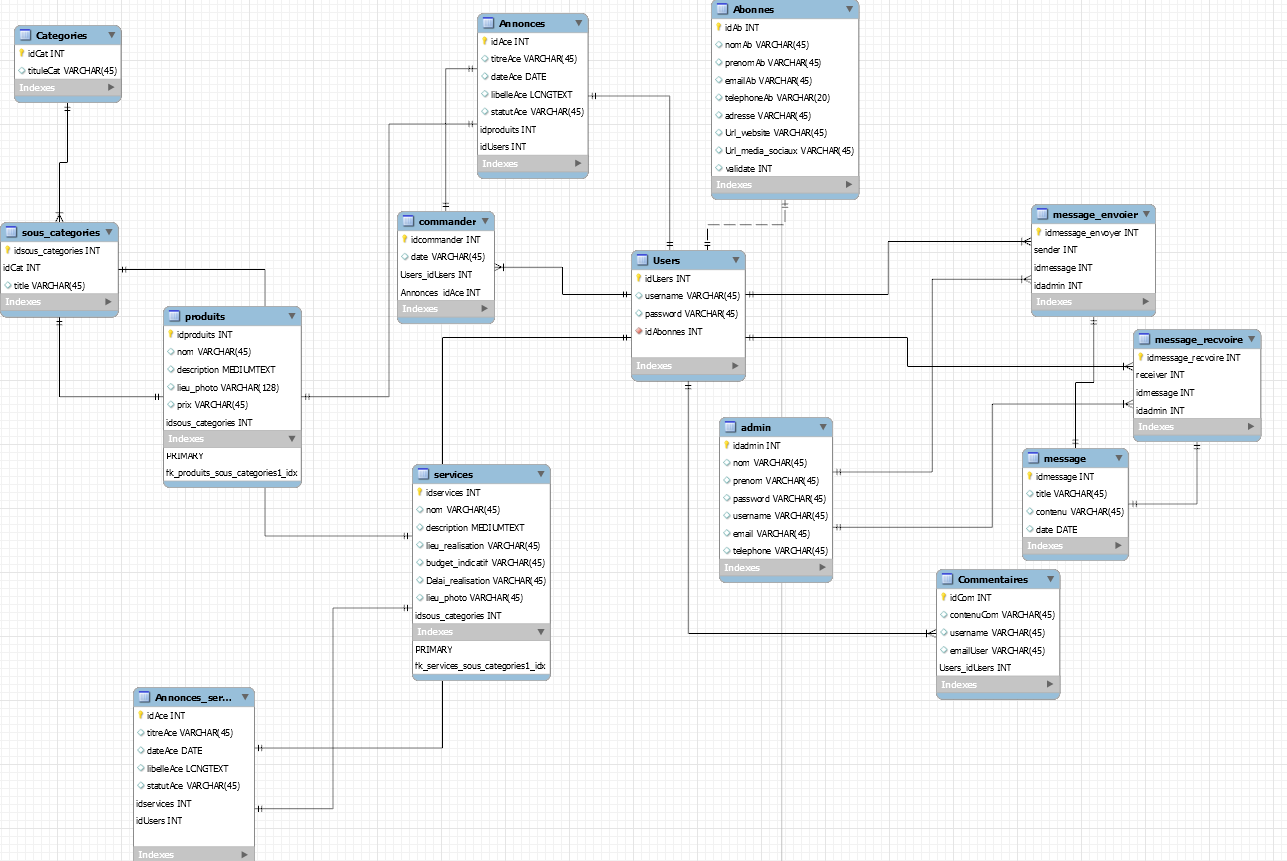 Categories
idCat INT
tituleCat VARCHAR(45)
Indexes
Annonces
idAce INT
titreAce VARCHAR(45)
dateAce DATE
libelleAce LONGTEXT
statutAce VARCHAR(45)
idproduits INT
idUsers INT
Indexes
Abonnes
idAb INT
nomAb VARCHAR(45)
prenomAb VARCHAR(45)
emailAb VARCHAR(45)
telephoneAb VARCHAR(20)
adresse VARCHAR(45)
Url_website VARCHAR(45)
Url_media_sociaux VARCHAR(45)
validate INT
Indexes
sous_categories
idsous_categories INT
idCat INT
title VARCHAR(45)
Indexes
commander
idcommander INT
date VARCHAR(45)
Users_idUsers INT
Annonces_idAce INT
Indexes
Users
idUsers INT
username VARCHAR(45)
password VARCHAR(45)
idAbonnes INT
Indexes
message_envoier
idmessage_envoyer INT
sender INT
idmessage INT
idadmin INT
Indexes
produits
idproduits INT
nom VARCHAR(45)
description MEDIUMTEXT
lieu_photo VARCHAR(128)
prix VARCHAR(45)
idsous_categories INT
Indexes
PRIMARY
fk_produits_sous_categories1_idx
message_recvoire
idmessage_recvoire INT
receiver INT
idmessage INT
idadmin INT
Indexes
services
idservices INT
nom VARCHAR(45)
description MEDIUMTEXT
lieu_realisation VARCHAR(45)
budget_indicatif VARCHAR(45)
Delai_realisation VARCHAR(45)
lieu_photo VARCHAR(45)
idsous_categories INT
Indexes
PRIMARY
fk_services_sous_categories1_idx
admin
idadmin INT
nom VARCHAR(45)
prenom VARCHAR(45)
password VARCHAR(45)
username VARCHAR(45)
email VARCHAR(45)
telephone VARCHAR(45)
Indexes
message
idmessage INT
title VARCHAR(45)
contenu VARCHAR(45)
date DATE
Indexes
Commentaires
idCom INT
contenuCom VARCHAR(45)
username VARCHAR(45)
emailUser VARCHAR(45)
Users_idUsers INT
Indexes
Annonces_ser...
idAce INT
titreAce VARCHAR(45)
dateAce DATE
libelleAce LONGTEXT
statutAce VARCHAR(45)
idservices INT
idUsers INT
Indexes